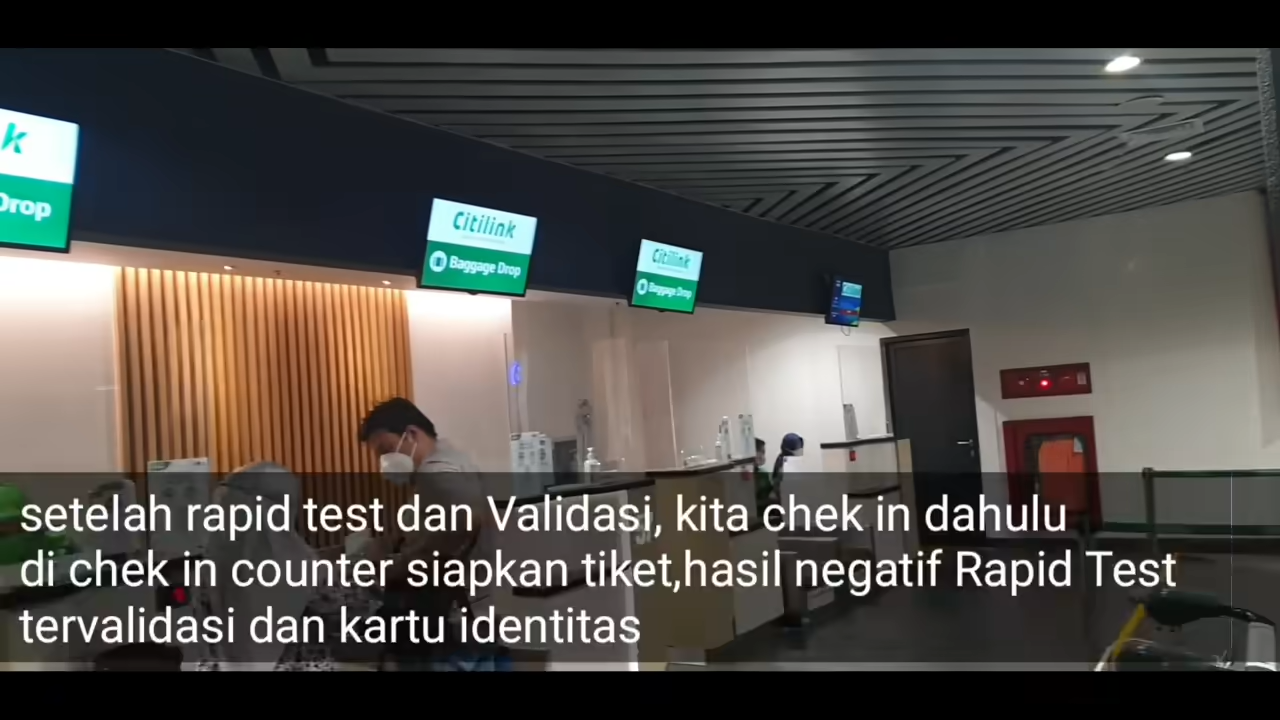 k
Drop
Citilink
Baggage Drop
Citilink
Baggage Drop
setelah rapid test dan Validasi, kita chek in dahulu
di chek in counter siapkan tiket,hasil negatif Rapid Test
tervalidasi dan kartu identitas